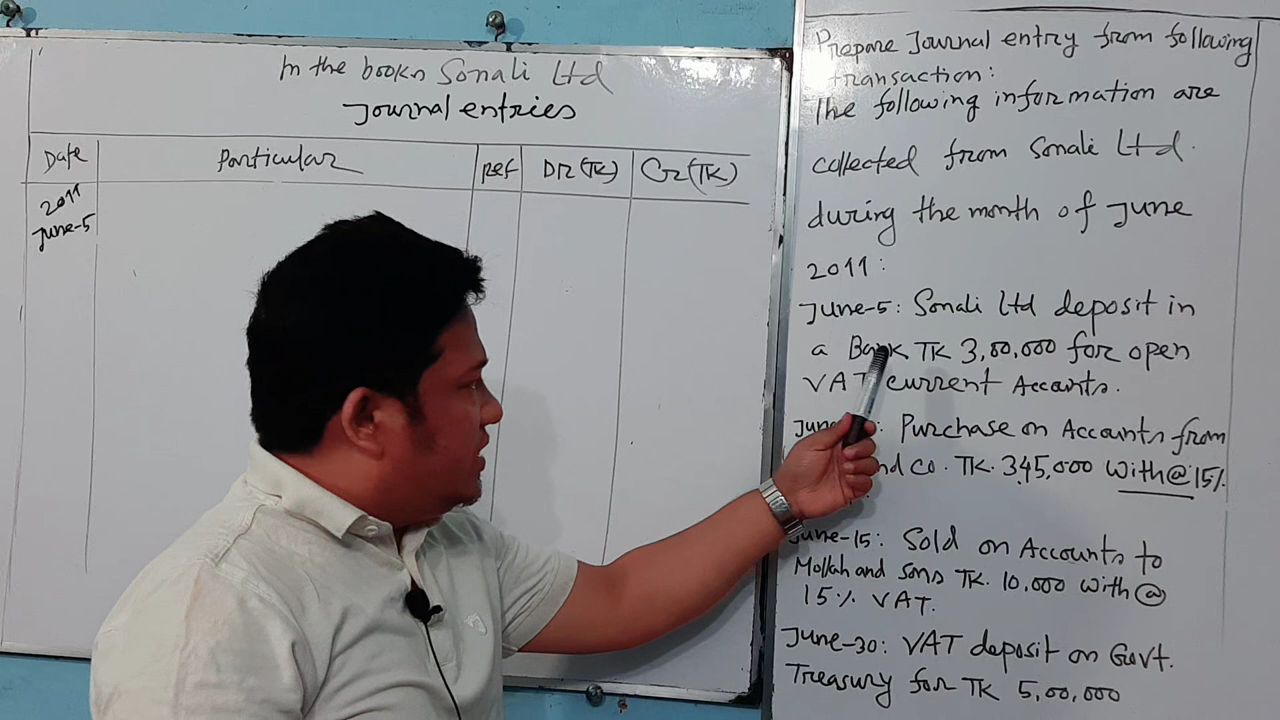 In the books Sonali Ltd
Journal entries
Date Particular Ref Dr(TK) Cr(TK)
2011
June-5
Prepare Journal entry from following
transaction:
The following information are
collected from Sonali Ltd.
during the month of June
2011:
June-5: Sonali Ltd deposit in
a Bank TK 3,00,000 for open
VAT current Accounts.
Purchase on Accounts from
Co. TK. 345,000 with@15%
June-15: Sold on Accounts to
Mollah and Sons TK. 10,000 with@
15% VAT.
June-30: VAT deposit on Govt.
Treasury for TK 5,00,000